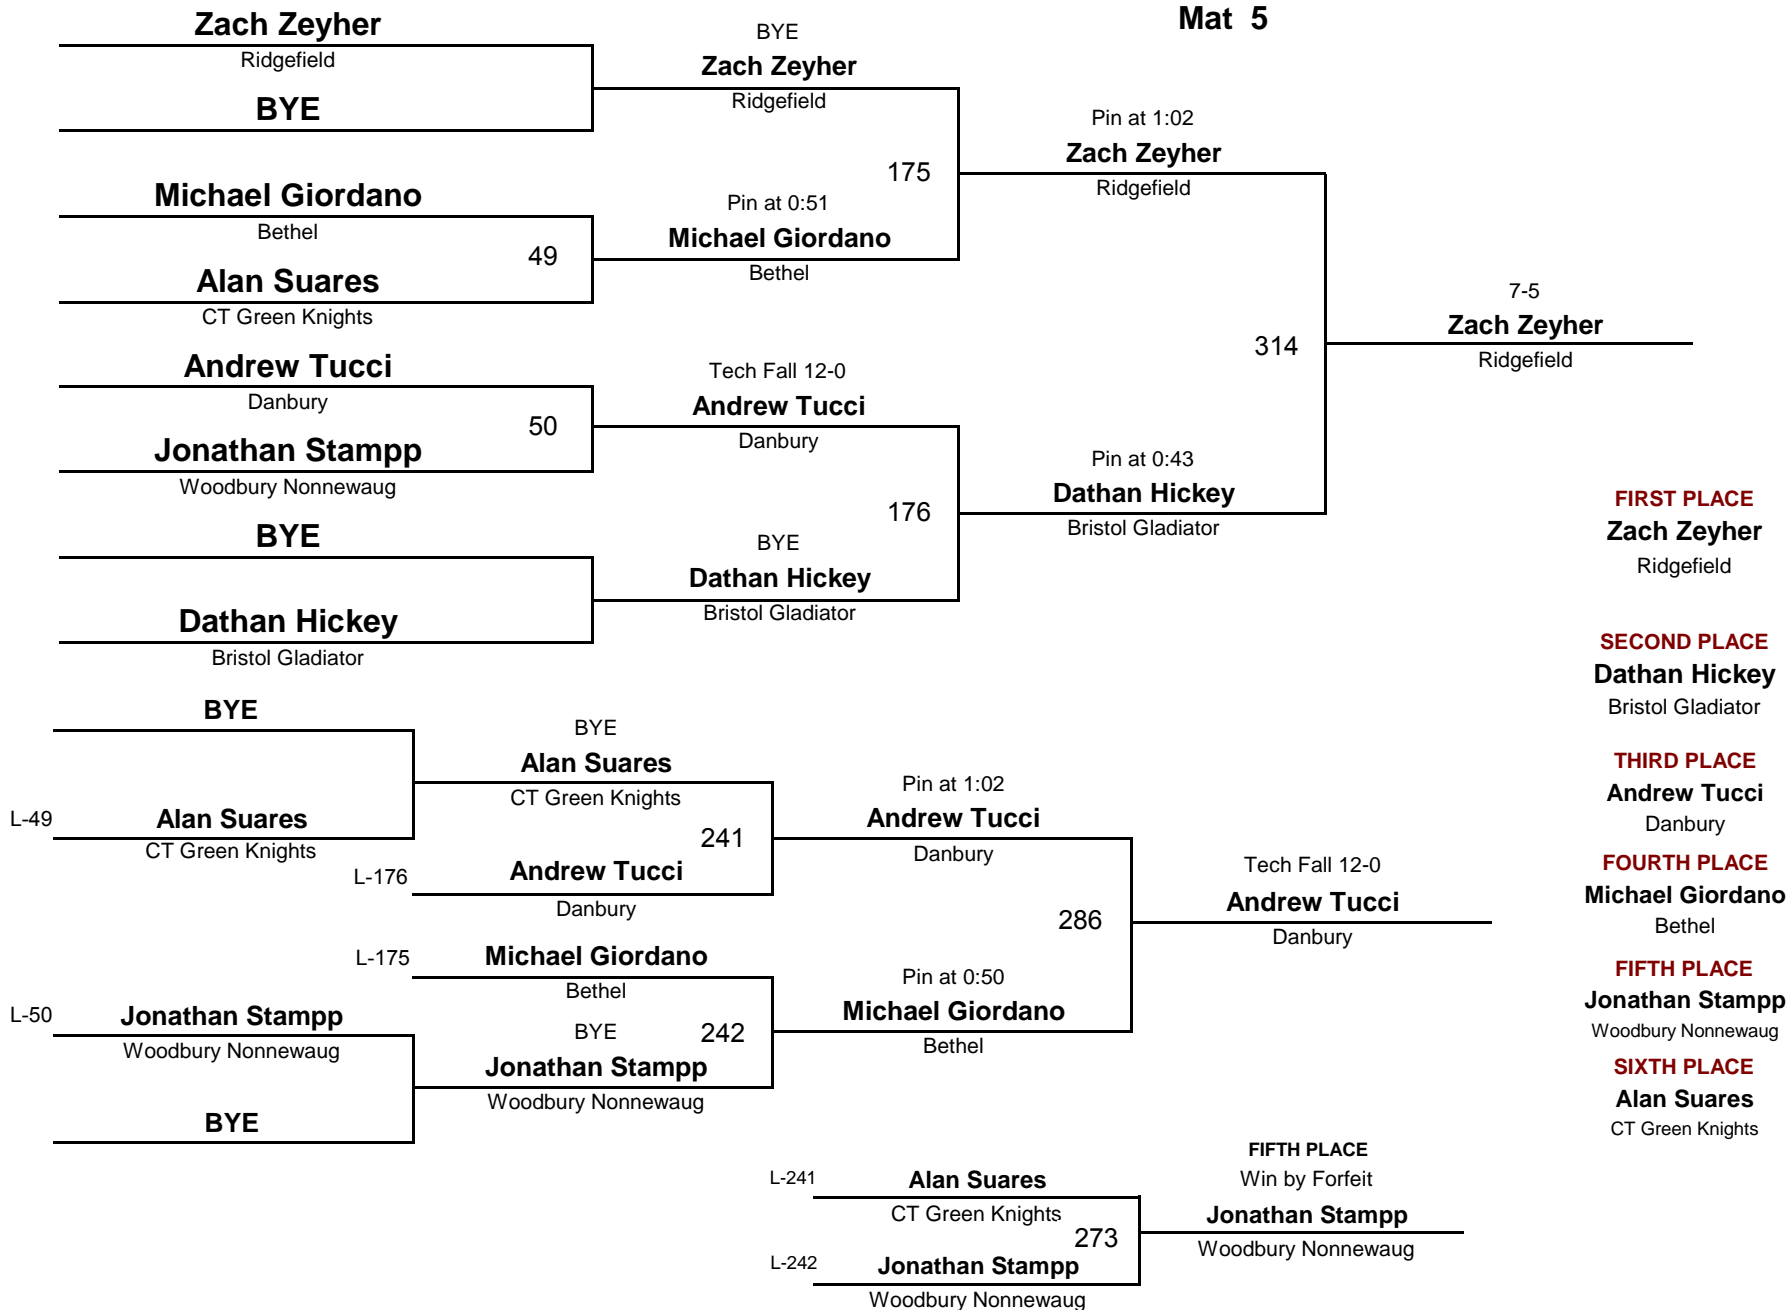 Mat 5
Zach Zeyher
Ridgefield
BYE
Michael Giordano
Bethel
49
Alan Suares
CT Green Knights
Andrew Tucci
Danbury
50
Jonathan Stampp
Woodbury Nonnewaug
BYE
Dathan Hickey
Bristol Gladiator
BYE
Zach Zeyher
Ridgefield
175
Pin at 0:51
Michael Giordano
Bethel
Tech Fall 12-0
Andrew Tucci
Danbury
176
BYE
Dathan Hickey
Bristol Gladiator
Pin at 1:02
Zach Zeyher
Ridgefield
314
Pin at 0:43
Dathan Hickey
Bristol Gladiator
7-5
Zach Zeyher
Ridgefield
BYE
L-49
Alan Suares
CT Green Knights
L-50
Jonathan Stampp
Woodbury Nonnewaug
BYE
BYE
Alan Suares
CT Green Knights
241
L-176
Andrew Tucci
Danbury
L-175
Michael Giordano
Bethel
BYE
242
Jonathan Stampp
Woodbury Nonnewaug
Pin at 1:02
Andrew Tucci
Danbury
286
Pin at 0:50
Michael Giordano
Bethel
Tech Fall 12-0
Andrew Tucci
Danbury
L-241
Alan Suares
CT Green Knights
273
L-242
Jonathan Stampp
Woodbury Nonnewaug
FIFTH PLACE
Win by Forfeit
Jonathan Stampp
Woodbury Nonnewaug
FIRST PLACE
Zach Zeyher
Ridgefield
SECOND PLACE
Dathan Hickey
Bristol Gladiator
THIRD PLACE
Andrew Tucci
Danbury
FOURTH PLACE
Michael Giordano
Bethel
FIFTH PLACE
Jonathan Stampp
Woodbury Nonnewaug
SIXTH PLACE
Alan Suares
CT Green Knights